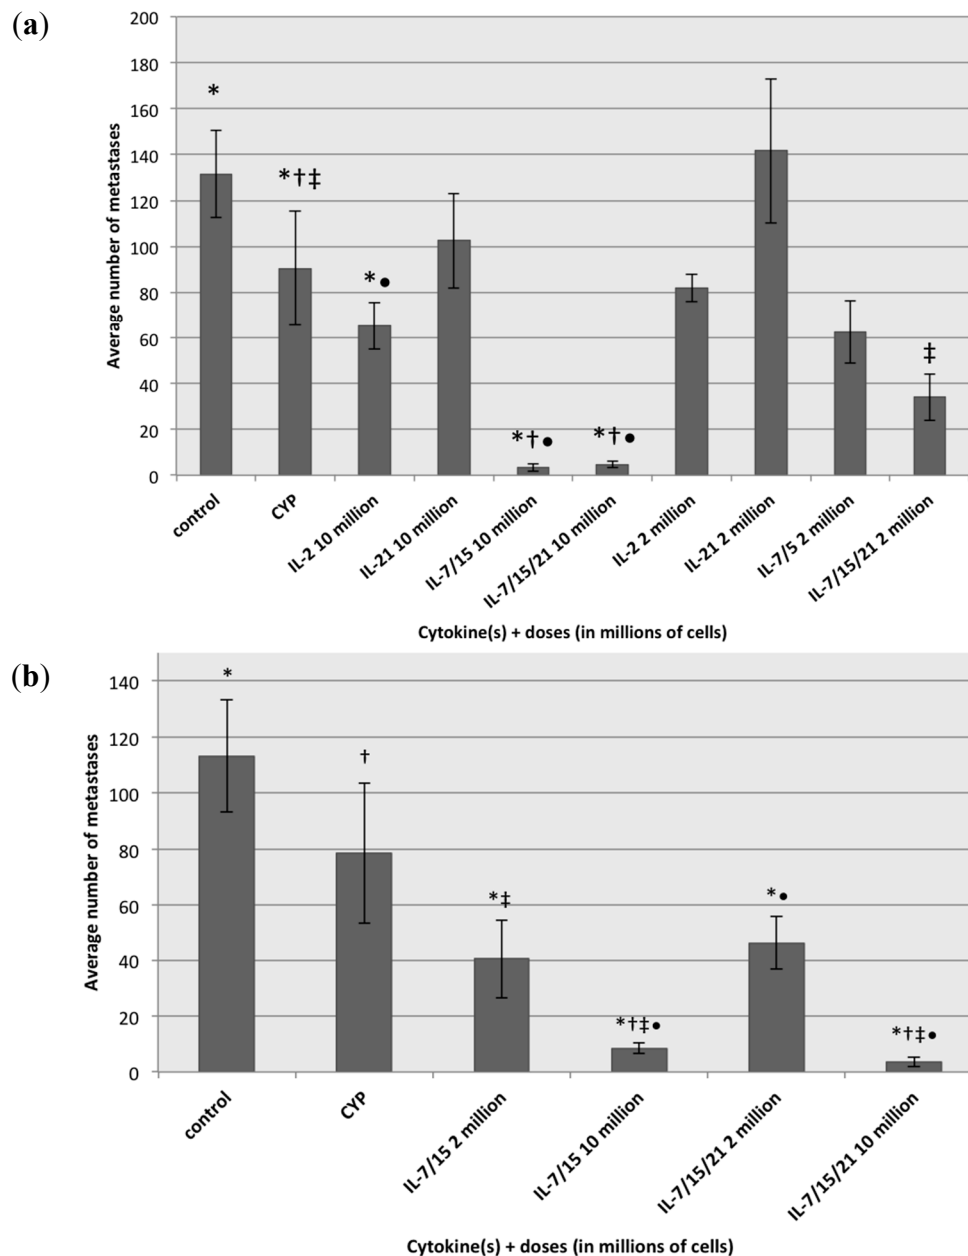 (a)
Average number of metastases
200
180
160
140
120
100
80
60
40
20
0
*
*†‡
*●
*†●
*†●
‡
control
CYP
IL-2 10 million
IL-21 10 million
IL-7/15 10 million
IL-7/15/21 10 million
IL-2 2 million
IL-21 2 million
IL-7/5 2 million
IL-7/15/21 2 million
Cytokine(s) + doses (in millions of cells)
(b)
Average number of metastases
140
120
100
80
60
40
20
0
*
†
*‡
*†‡●
*●
*†‡●
control
CYP
IL-7/15 2 million
IL-7/15 10 million
IL-7/15/21 2 million
IL-7/15/21 10 million
Cytokine(s) + doses (in millions of cells)